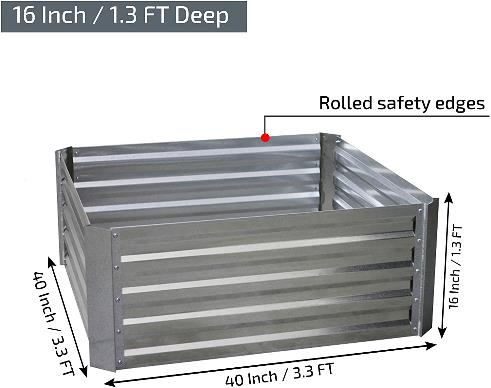 16 Inch / 1.3 FT Deep
Rolled safety edges
16 Inch / 1.3 FT
40 Inch / 3.3 FT
40 Inch / 3.3 FT